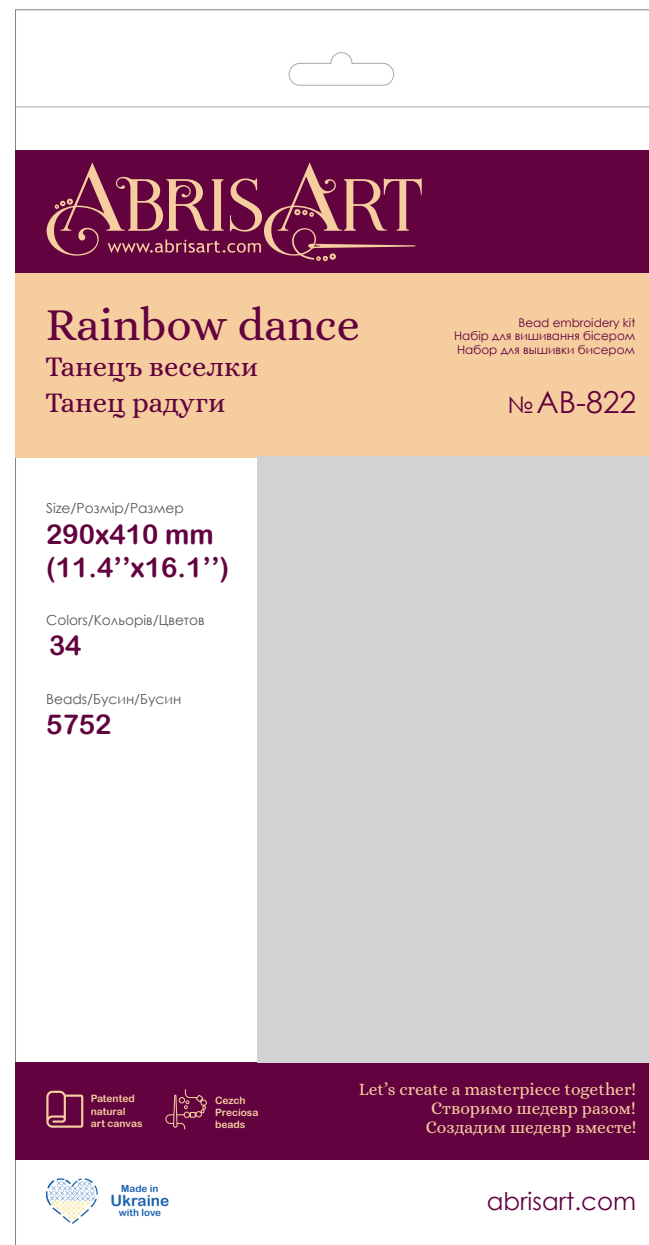 ABRIS ART
www.abrisart.com
Rainbow dance
Танецъ веселки
Танец радуги
Bead embroidery kit
Набір для вишивання бісером
Набор для вышивки бисером
№ AB-822
Size/Розмір/Размер
290x410 mm
(11.4’’x16.1’’)
Colors/Кольорів/Цветов
34
Beads/Бусин/Бусин
5752
Patented
natural
art canvas
Cezch
Preciosa
beads
Let’s create a masterpiece together!
Створимо шедевр разом!
Создадим шедевр вместе!
Made in
Ukraine
with love
abrisart.com